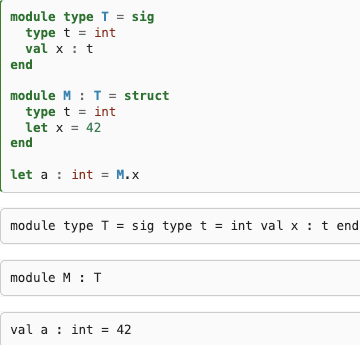 module type T = sig
  type t = int
  val x : t
end

module M : T = struct
  type t = int
  let x = 42
end

let a : int = M.x
module type T = sig type t = int val x : t end
module M : T
val a : int = 42